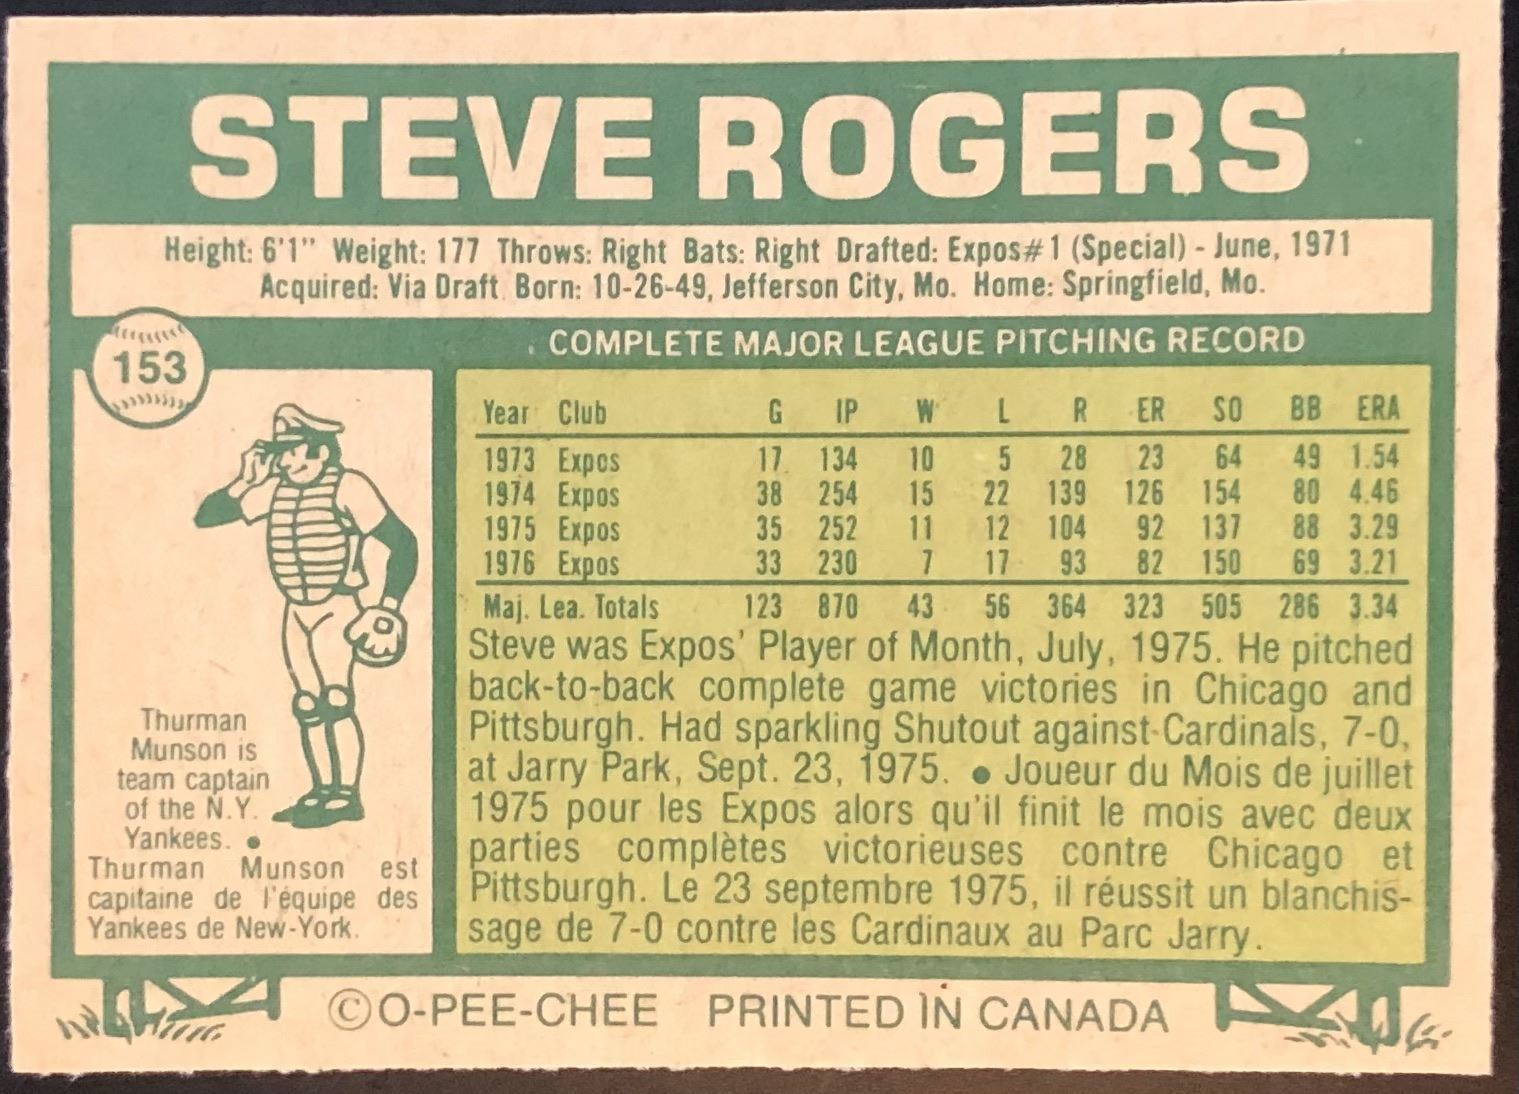 STEVE ROGERS
Height: 6'1" Weight: 177 Throws: Right Bats: Right Drafted: Expos#1 (Special) - June, 1971
Acquired: Via Draft Born: 10-26-49, Jefferson City, Mo. Home: Springfield, Mo.
153
COMPLETE MAJOR LEAGUE PITCHING RECORD
Year Club G IP W L R ER SO BB ERA
1973 Expos 17 134 10 5 28 23 64 49 1.54
1974 Expos 38 254 15 22 139 126 154 80 4.46
1975 Expos 35 252 11 12 104 92 137 88 3.29
1976 Expos 33 230 7 17 93 82 150 69 3.21
Maj. Lea. Totals 123 870 43 56 364 323 505 286 3.34
Steve was Expos' Player of Month, July, 1975. He pitched
back-to-back complete game victories in Chicago and
Pittsburgh. Had sparkling Shutout against Cardinals, 7-0,
at Jarry Park, Sept. 23, 1975. ● Joueur du Mois de juillet
1975 pour les Expos alors qu'il finit le mois avec deux
parties complètes victorieuses contre Chicago et
Pittsburgh. Le 23 septembre 1975, il réussit un blanchis-
sage de 7-0 contre les Cardinaux au Parc Jarry.
Thurman
Munson is
team captain
of the N.Y.
Yankees. ●
Thurman Munson est
capitaine de l'équipe des
Yankees de New-York.
©O-PEE-CHEE PRINTED IN CANADA